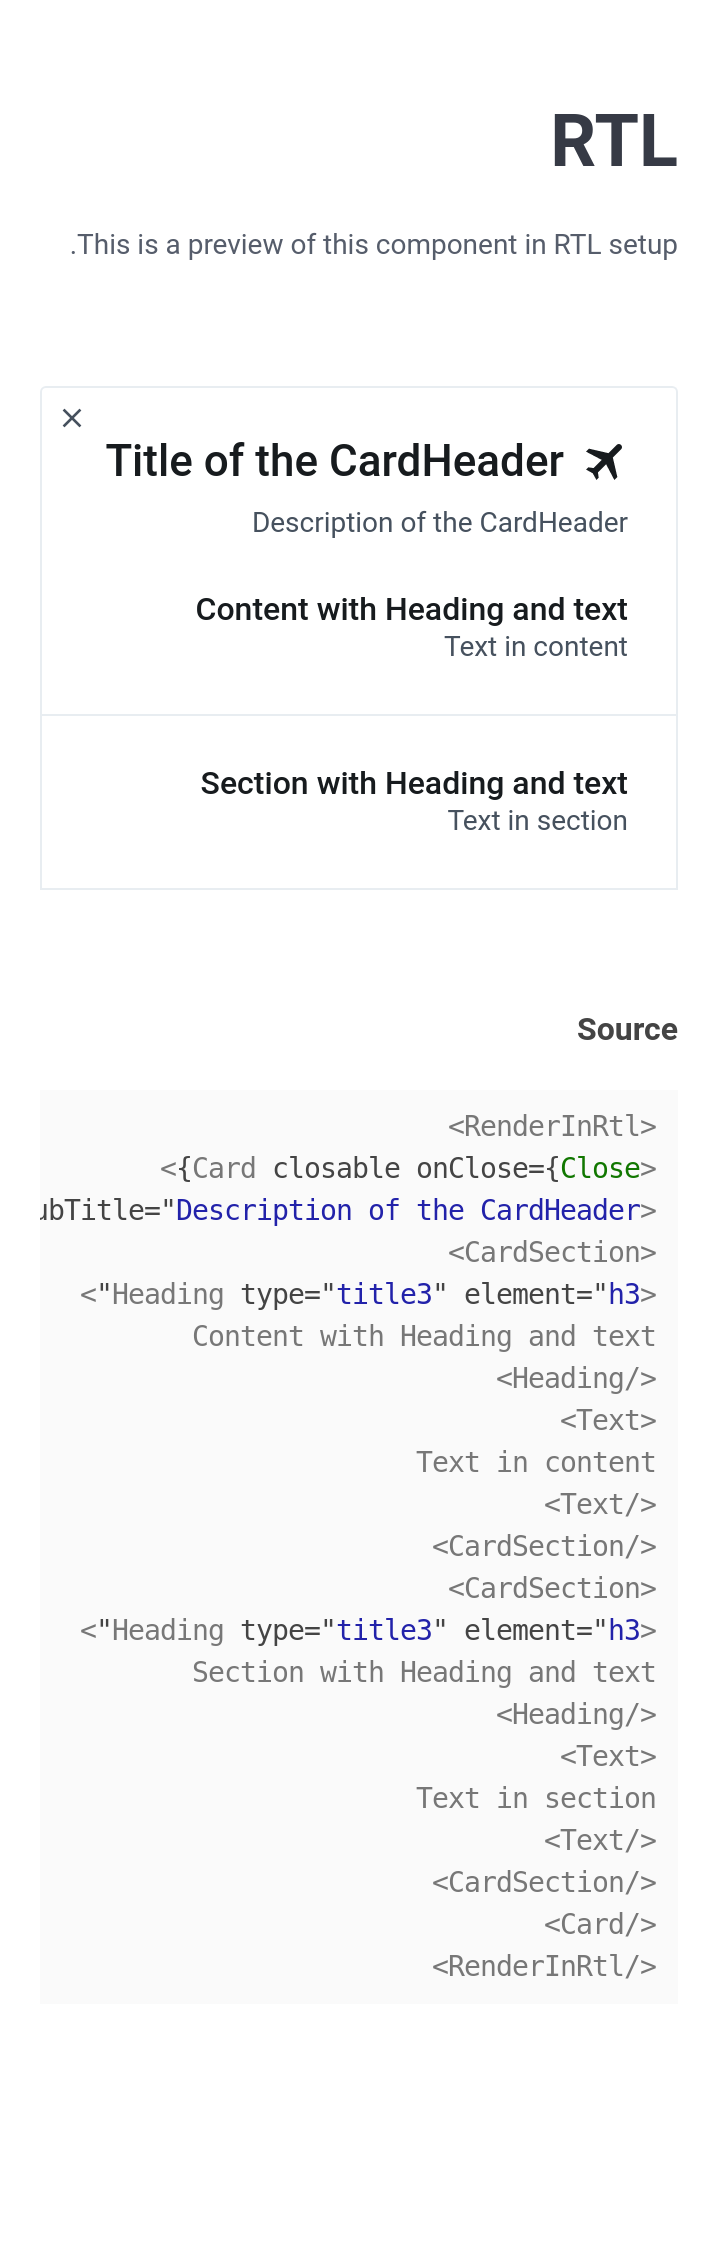 RTL
.This is a preview of this component in RTL setup
Title of the CardHeader
Description of the CardHeader
Content with Heading and text
Text in content
Section with Heading and text
Text in section
Source
<RenderInRtl>
<{Card closable onClose={Close>
ubTitle="Description of the CardHeader>
<CardSection>
<"Heading type="title3" element="h3>
Content with Heading and text
<Heading/>
<Text>
Text in content
<Text/>
<CardSection/>
<CardSection>
<"Heading type="title3" element="h3>
Section with Heading and text
<Heading/>
<Text>
Text in section
<Text/>
<CardSection/>
<Card/>
<RenderInRtl/>